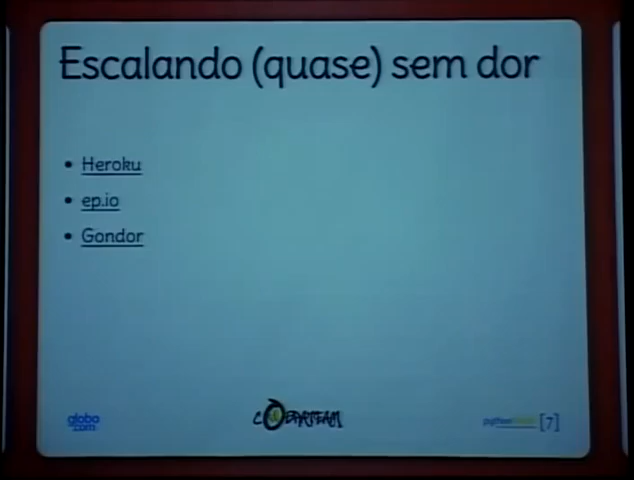 Escalando (quase) sem dor
• Heroku
• ep.io
• Gondor
globo
.com
[7]